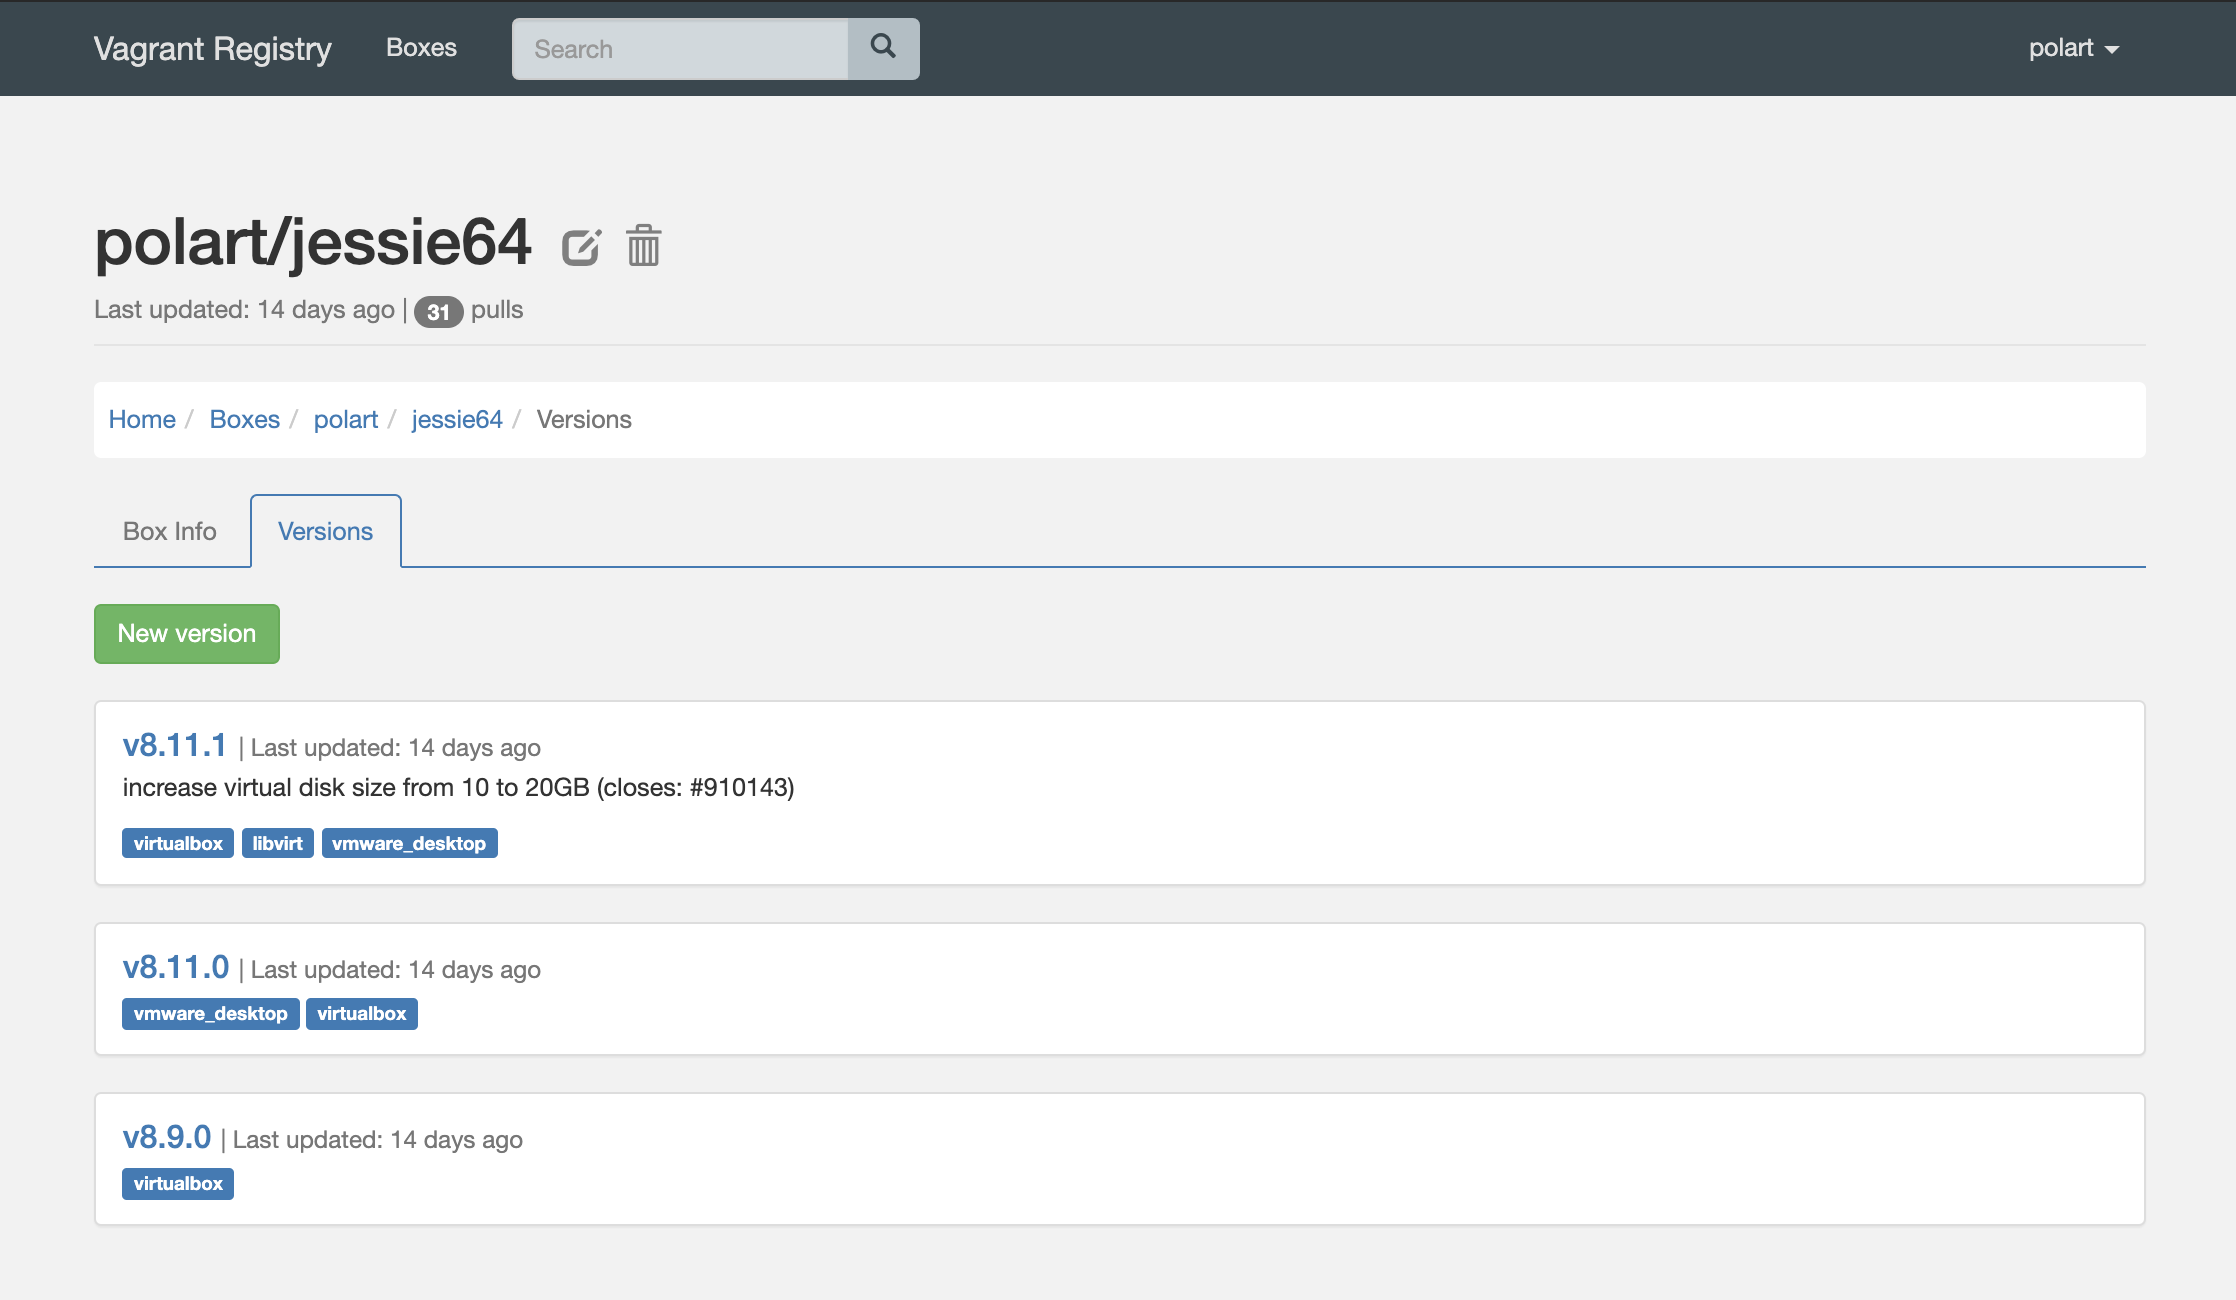 Vagrant Registry Boxes Search polart
polart/jessie64
Last updated: 14 days ago | 31 pulls
Home / Boxes / polart / jessie64 / Versions
Box Info Versions
New version
v8.11.1 | Last updated: 14 days ago
increase virtual disk size from 10 to 20GB (closes: #910143)
virtualbox libvirt vmware_desktop
v8.11.0 | Last updated: 14 days ago
vmware_desktop virtualbox
v8.9.0 | Last updated: 14 days ago
virtualbox